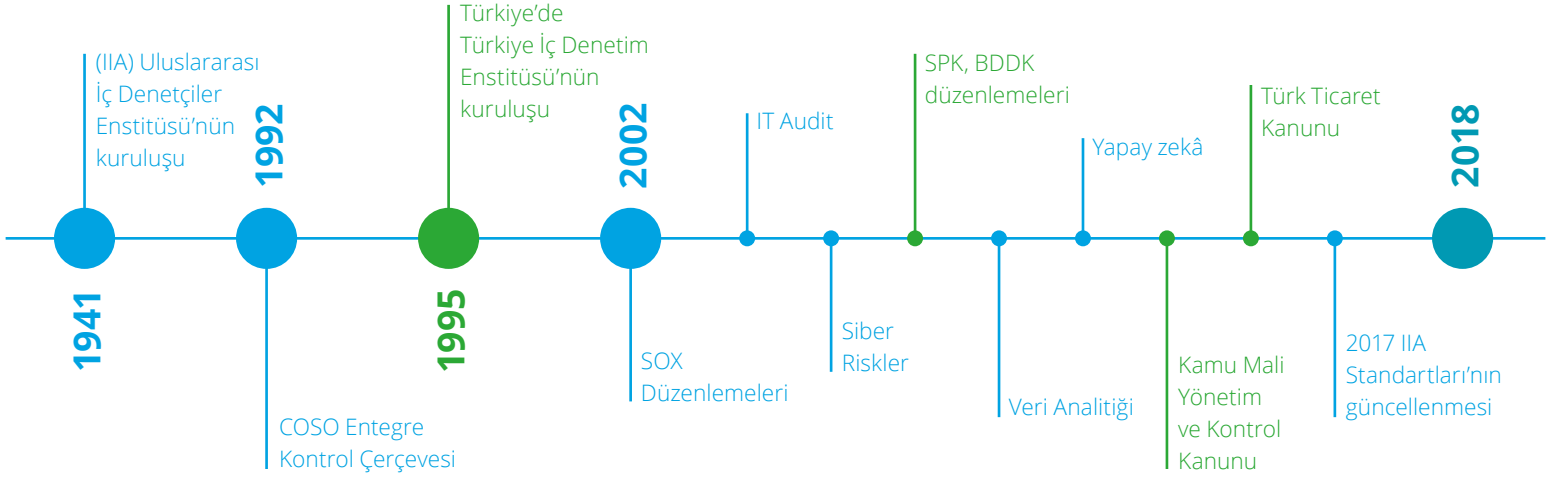 (IIA) Uluslararası
İç Denetçiler
Enstitüsü’nün
kuruluşu
1941
1992
COSO Entegre
Kontrol Çerçevesi
Türkiye’de
Türkiye İç Denetim
Enstitüsü’nün
kuruluşu
1995
2002
SOX
Düzenlemeleri
IT Audit
Siber
Riskler
SPK, BDDK
düzenlemeleri
Veri Analitiği
Yapay zekâ
Kamu Mali
Yönetim
ve Kontrol
Kanunu
Türk Ticaret
Kanunu
2017 IIA
Standartları’nın
güncellenmesi
2018